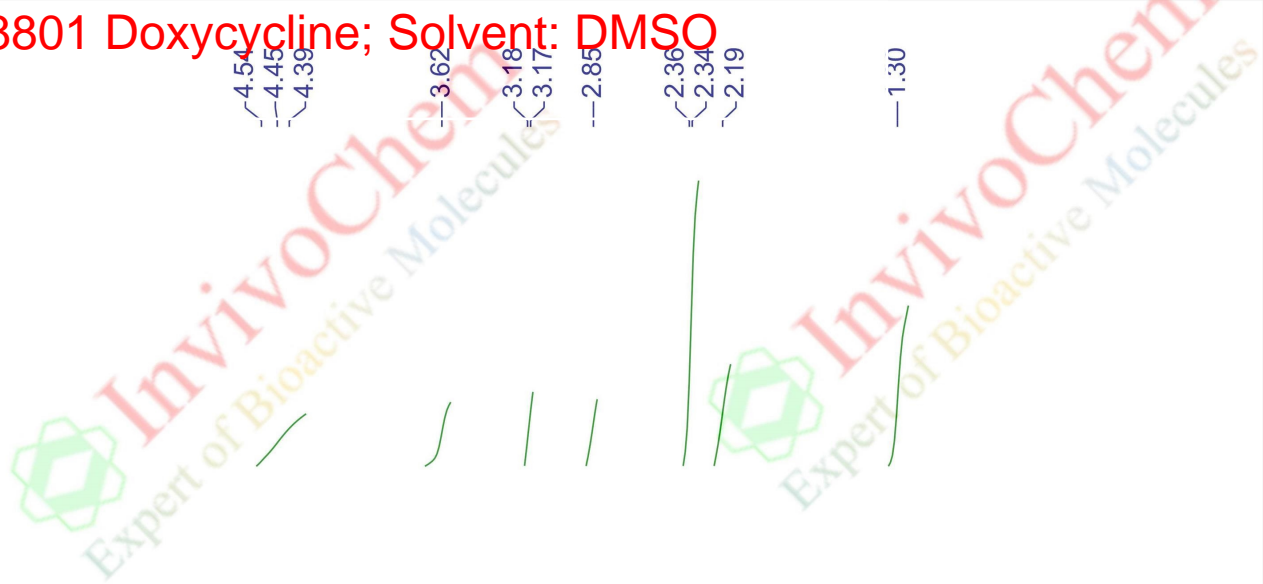 3801 Doxycycline; Solvent: DMSO
4.54
4.45
4.39
3.62
3.18
3.17
2.85
2.36
2.34
2.19
1.30
InvivoChem
Expert of Bioactive Molecules
InvivoChem
Expert of Bioactive Molecules